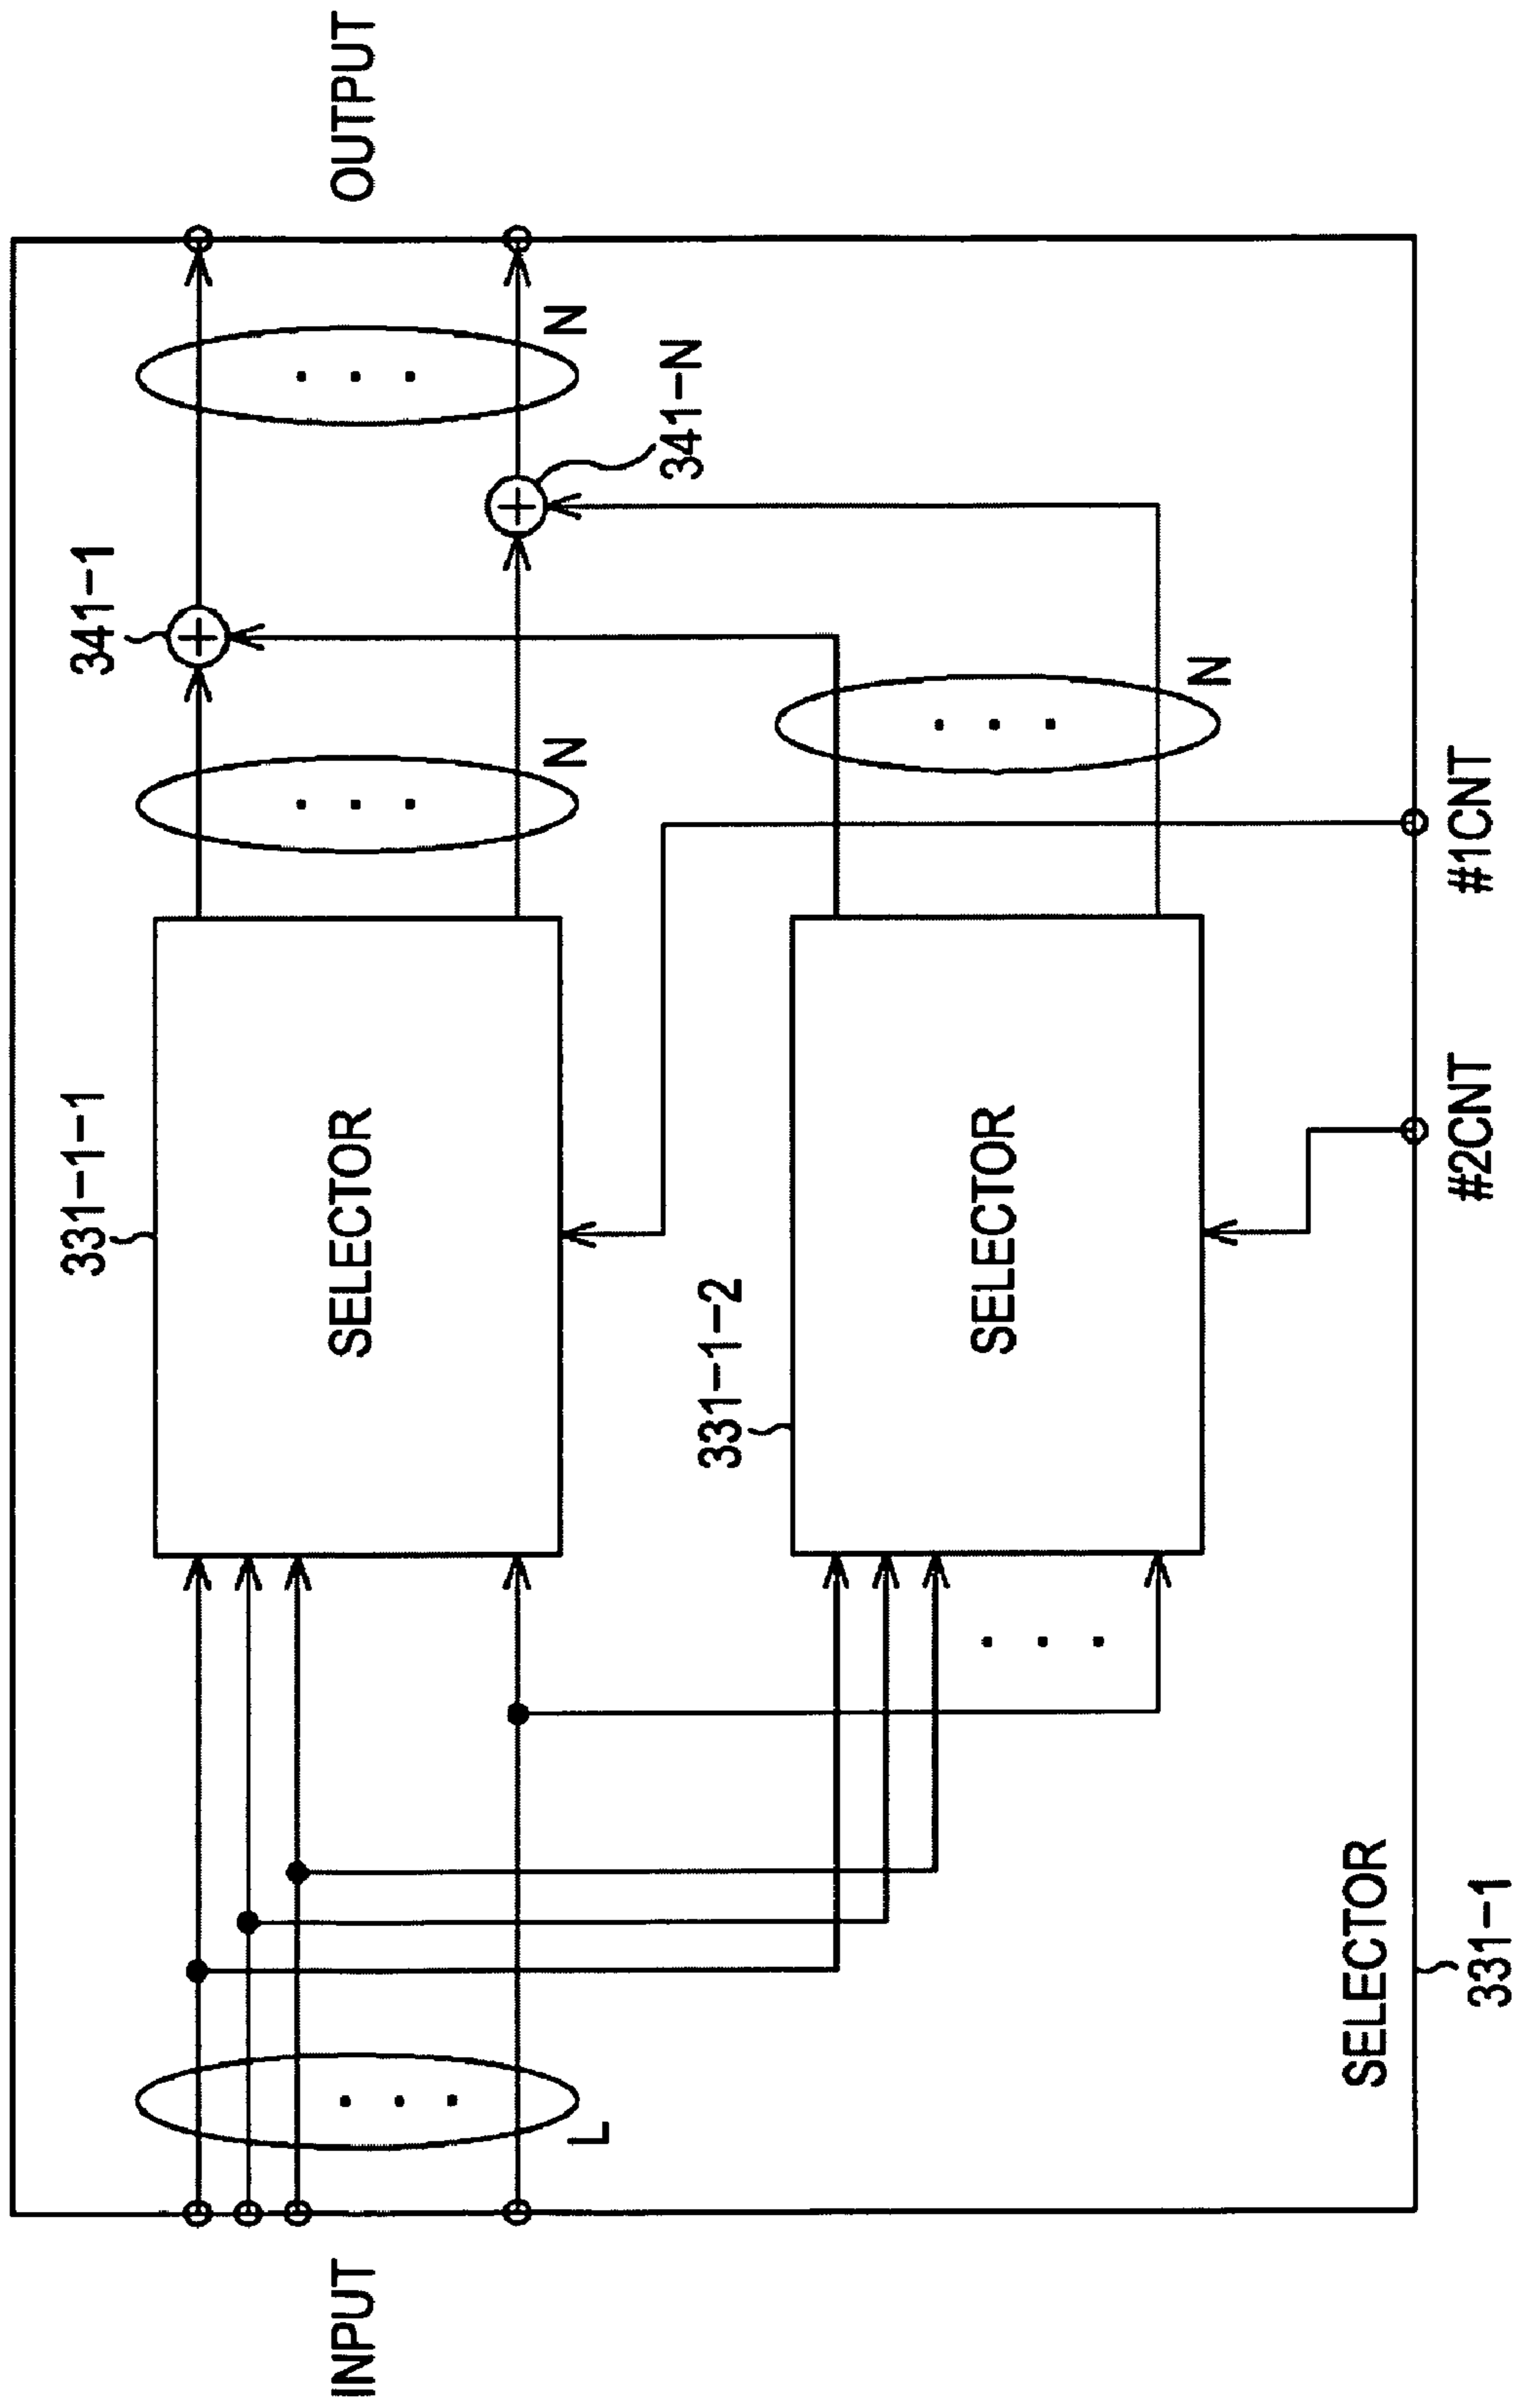 INPUT
L
331-1-1
SELECTOR
N
341-1
N
OUTPUT
341-N
331-1-2
SELECTOR
N
#2CNT
#1CNT
SELECTOR
331-1